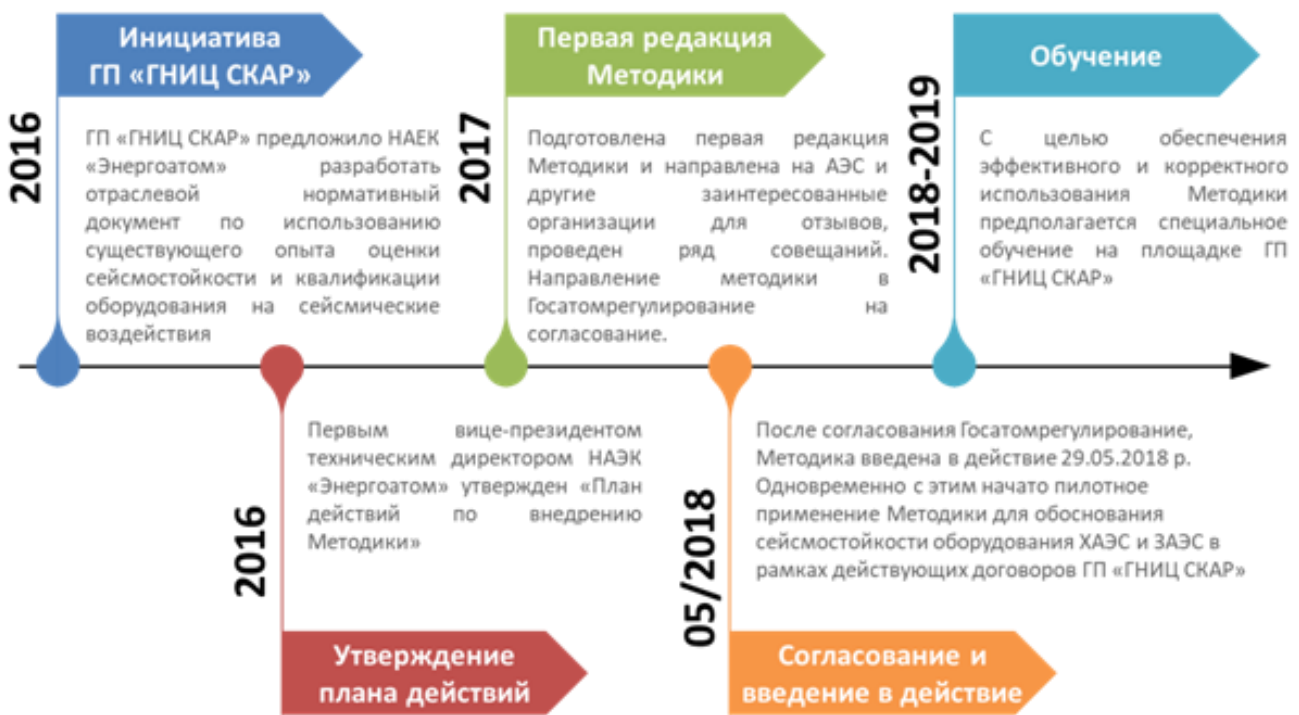 Инициатива
ГП «ГНИЦ СКАР»
2016
ГП «ГНИЦ СКАР» предложило НАЕК
«Энергоатом» разработать
отраслевой нормативный
документ по использованию
существующего опыта оценки
сейсмостойкости и квалификации
оборудования на сейсмические
воздействия
Первая редакция
Методики
2017
Подготовлена первая редакция
Методики и направлена на АЭС и
другие заинтересованные
организации для отзывов,
проведен ряд совещаний.
Направление методики в
Госатомрегулирование на
согласование.
Обучение
2018-2019
С целью обеспечения
эффективного и корректного
использования Методики
предполагается специальное
обучение на площадке ГП
«ГНИЦ СКАР»
2016
Первым вице-президентом
техническим директором НАЭК
«Энергоатом» утвержден «План
действий по внедрению
Методики»
Утверждение
плана действий
05/2018
После согласования Госатомрегулирование,
Методика введена в действие 29.05.2018 р.
Одновременно с этим начато пилотное
применение Методики для обоснования
сейсмостойкости оборудования ХАЭС и ЗАЭС в
рамках действующих договоров ГП «ГНИЦ СКАР»
Согласование и
введение в действие